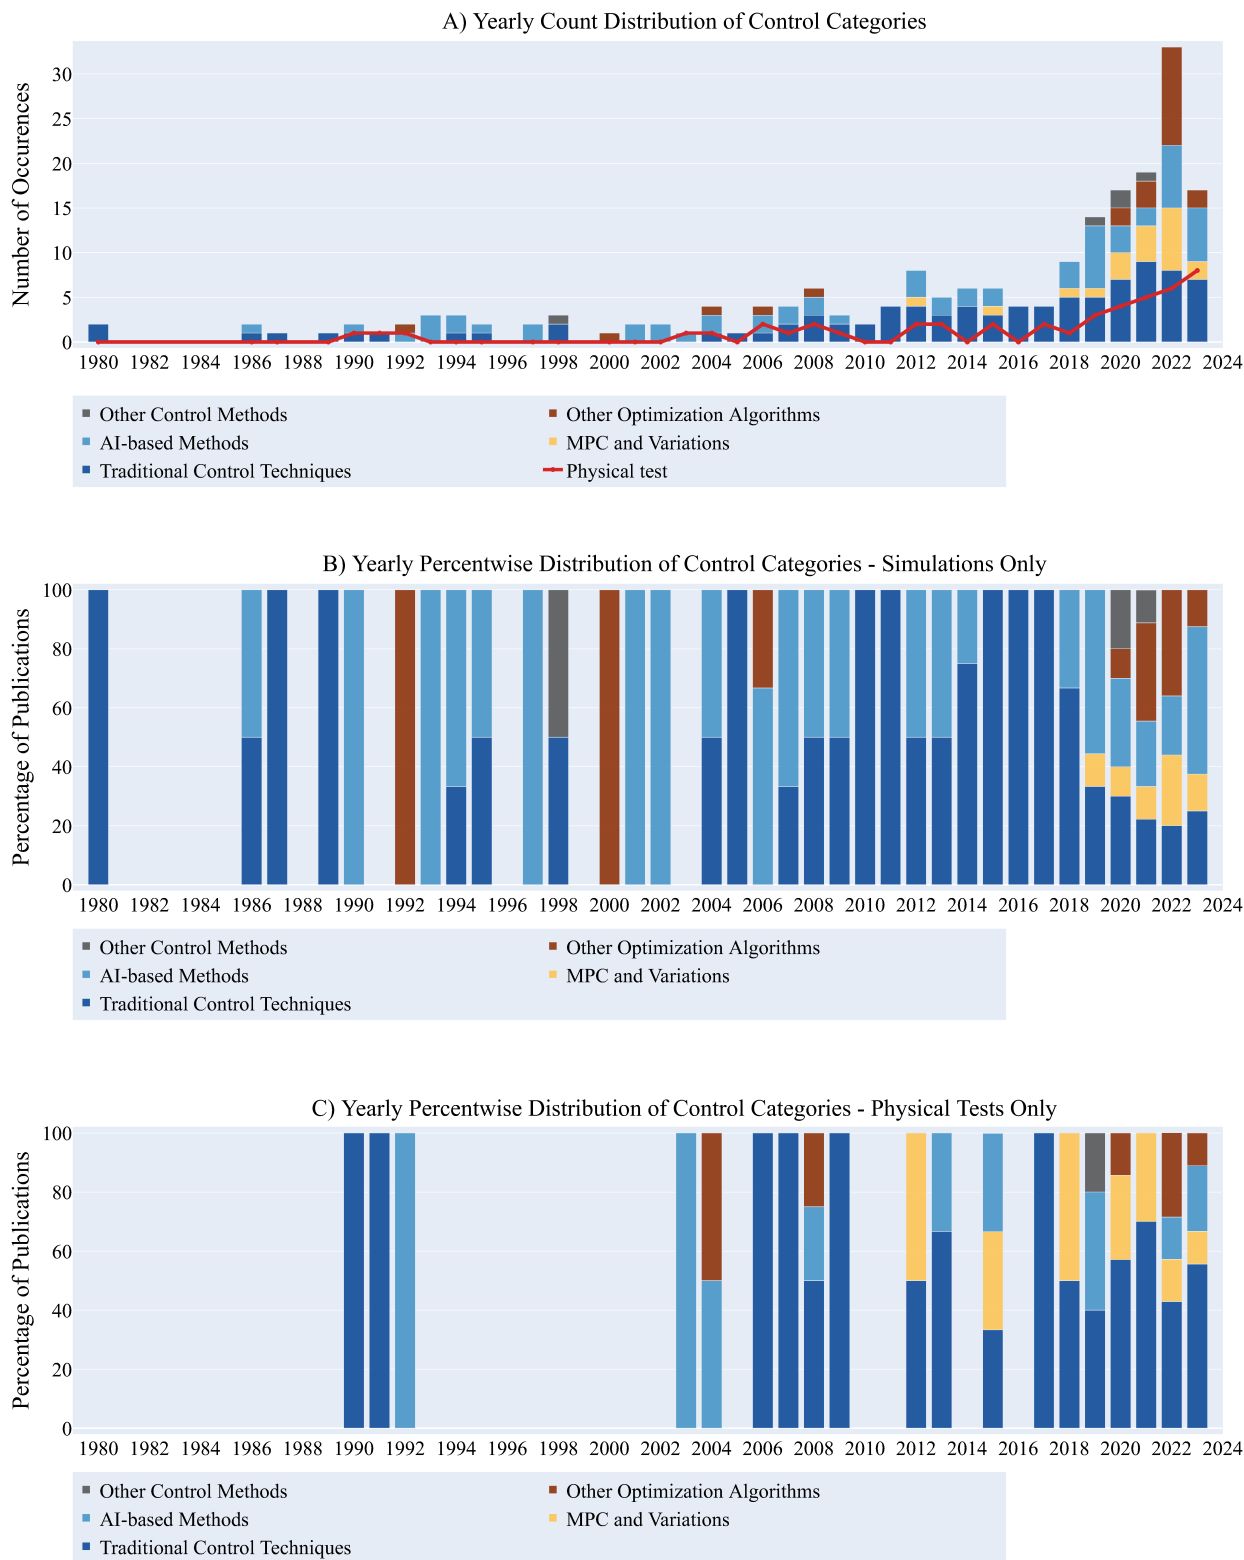 A) Yearly Count Distribution of Control Categories
Number of Occurences
30
25
20
15
10
5
0
1980 1982 1984 1986 1988 1990 1992 1994 1996 1998 2000 2002 2004 2006 2008 2010 2012 2014 2016 2018 2020 2022 2024
Other Control Methods
Other Optimization Algorithms
AI-based Methods
MPC and Variations
Traditional Control Techniques
Physical test
B) Yearly Percentwise Distribution of Control Categories - Simulations Only
Percentage of Publications
100
80
60
40
20
0
1980 1982 1984 1986 1988 1990 1992 1994 1996 1998 2000 2002 2004 2006 2008 2010 2012 2014 2016 2018 2020 2022 2024
Other Control Methods
Other Optimization Algorithms
AI-based Methods
MPC and Variations
Traditional Control Techniques
C) Yearly Percentwise Distribution of Control Categories - Physical Tests Only
Percentage of Publications
100
80
60
40
20
0
1980 1982 1984 1986 1988 1990 1992 1994 1996 1998 2000 2002 2004 2006 2008 2010 2012 2014 2016 2018 2020 2022 2024
Other Control Methods
Other Optimization Algorithms
AI-based Methods
MPC and Variations
Traditional Control Techniques